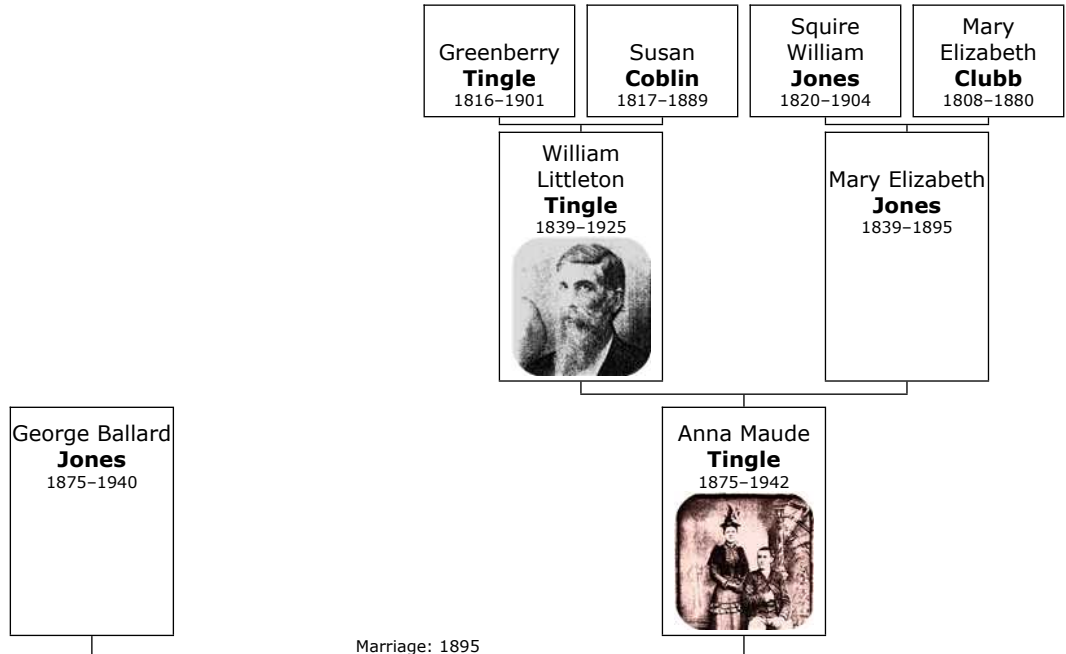 Greenberry
Tingle
1816–1901
Susan
Coblin
1817–1889
Squire
William
Jones
1820–1904
Mary
Elizabeth
Clubb
1808–1880
William
Littleton
Tingle
1839–1925
Mary Elizabeth
Jones
1839–1895
George Ballard
Jones
1875–1940
Anna Maude
Tingle
1875–1942
Marriage: 1895